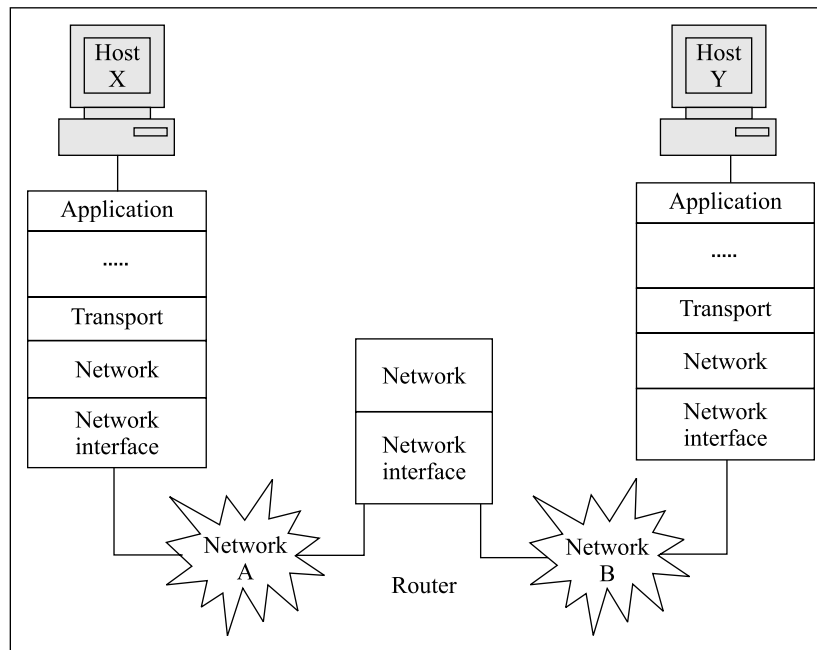 Host
X
Host
Y
Application
.....
Transport
Network
Network
interface
Application
.....
Transport
Network
Network
interface
Network
Network
interface
Network
A
Router
Network
B